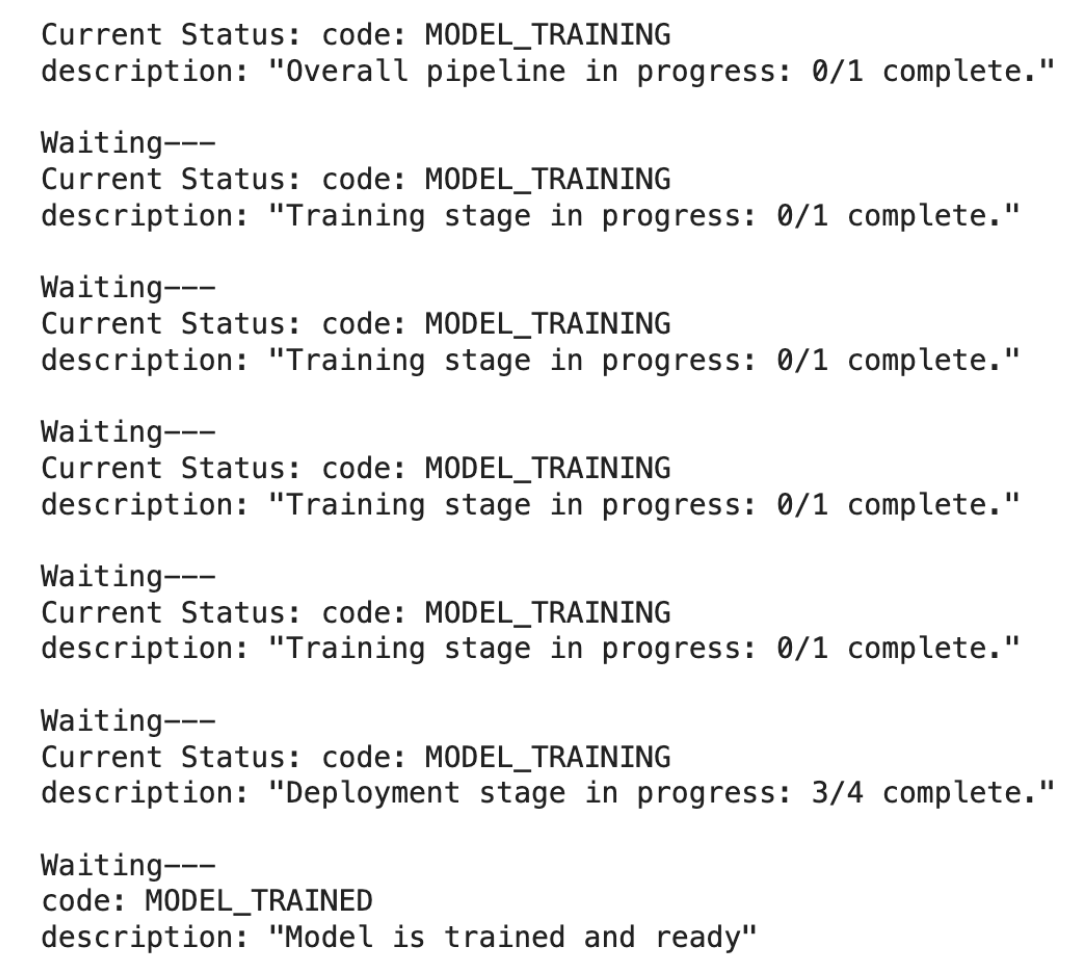 Current Status: code: MODEL_TRAINING
description: "Overall pipeline in progress: 0/1 complete."
Waiting---
Current Status: code: MODEL_TRAINING
description: "Training stage in progress: 0/1 complete."
Waiting---
Current Status: code: MODEL_TRAINING
description: "Training stage in progress: 0/1 complete."
Waiting---
Current Status: code: MODEL_TRAINING
description: "Training stage in progress: 0/1 complete."
Waiting---
Current Status: code: MODEL_TRAINING
description: "Training stage in progress: 0/1 complete."
Waiting---
Current Status: code: MODEL_TRAINING
description: "Deployment stage in progress: 3/4 complete."
Waiting---
code: MODEL_TRAINED
description: "Model is trained and ready"